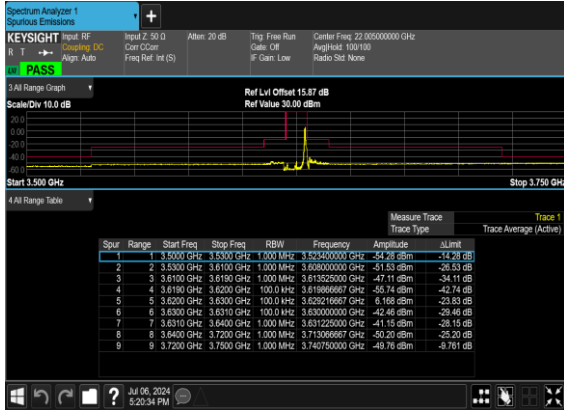 Spectrum Analyzer 1
Spurious Emissions
+
KEYSIGHT Input: RF Input Z: 50 Ω Atten: 20 dB Trig: Free Run Center Freq: 22.005000000 GHz
R T Coupling: DC Corr CCorr Gate: Off Avg|Hold: 100/100
Align: Auto Freq Ref: Int (S) IF Gain: Low Radio Std: None
PASS
3 All Range Graph
Ref Lvl Offset 15.87 dB
Scale/Div 10.0 dB Ref Value 30.00 dBm
20.0
0.00
-20.0
-40.0
-60.0
Start 3.500 GHz Stop 3.750 GHz
4 All Range Table
Measure Trace Trace 1
Trace Type Trace Average (Active)
Spur Range Start Freq Stop Freq RBW Frequency Amplitude ΔLimit
1 1 3.5000 GHz 3.5300 GHz 1.000 MHz 3.523400000 GHz -54.28 dBm -14.28 dB
2 2 3.5300 GHz 3.6100 GHz 1.000 MHz 3.608000000 GHz -51.53 dBm -26.53 dB
3 3 3.6100 GHz 3.6190 GHz 1.000 MHz 3.613525000 GHz -47.11 dBm -34.11 dB
4 4 3.6190 GHz 3.6200 GHz 100.0 kHz 3.619866667 GHz -55.74 dBm -42.74 dB
5 5 3.6200 GHz 3.6300 GHz 100.0 kHz 3.629216667 GHz 6.168 dBm -23.83 dB
6 6 3.6300 GHz 3.6310 GHz 100.0 kHz 3.630000000 GHz -42.46 dBm -29.46 dB
7 7 3.6310 GHz 3.6400 GHz 1.000 MHz 3.631225000 GHz -41.15 dBm -28.15 dB
8 8 3.6400 GHz 3.7200 GHz 1.000 MHz 3.713066667 GHz -50.20 dBm -25.20 dB
9 9 3.7200 GHz 3.7500 GHz 1.000 MHz 3.740750000 GHz -49.76 dBm -9.761 dB
? Jul 06, 2024
5:20:34 PM